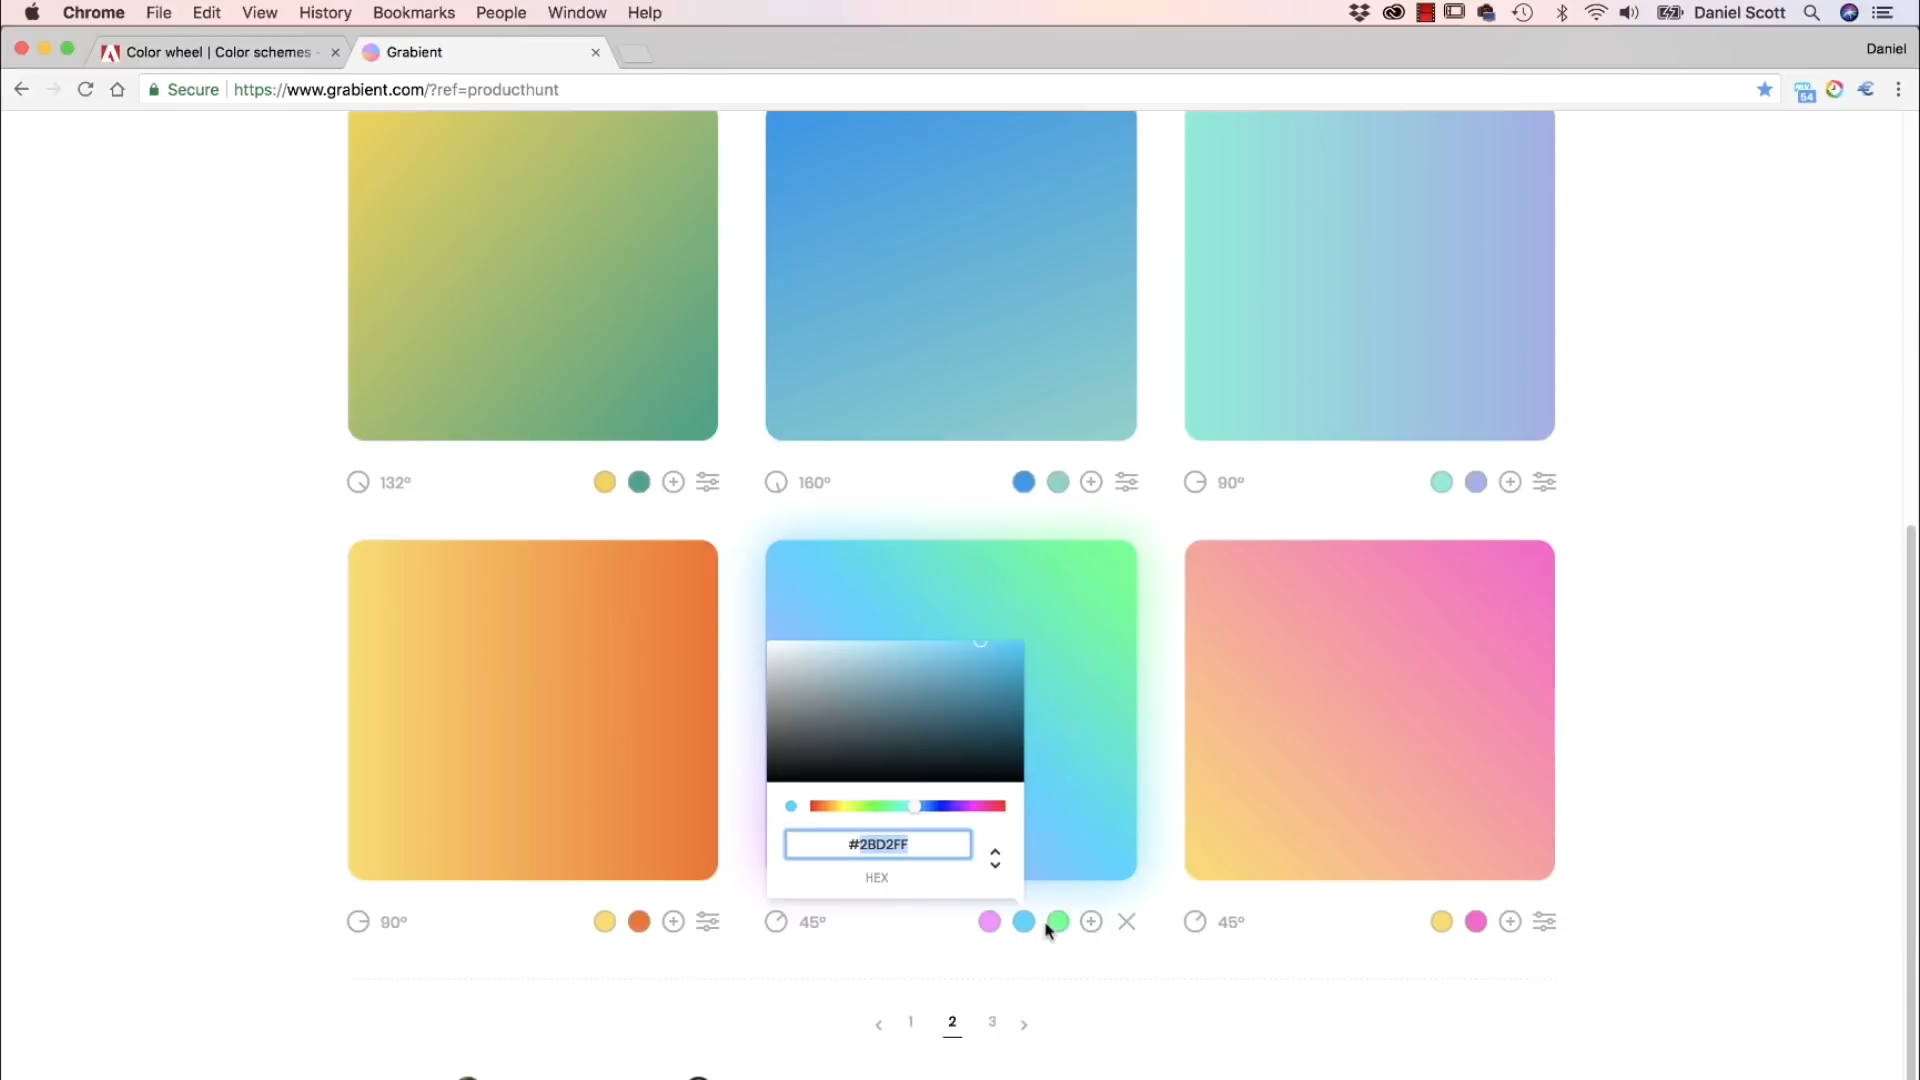 Chrome File Edit View History Bookmarks People Window Help Daniel Scott
Color wheel | Color schemes - Grabient Daniel
Secure https://www.grabient.com/?ref=producthunt
54
132° 160° 90°
#2BD2FF
HEX
90° 45° 45°
1 2 3